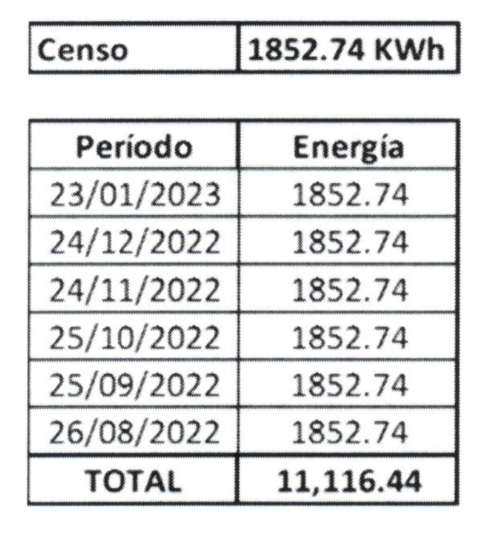 Censo 1852.74 KWh
Período Energía
23/01/2023 1852.74
24/12/2022 1852.74
24/11/2022 1852.74
25/10/2022 1852.74
25/09/2022 1852.74
26/08/2022 1852.74
TOTAL 11,116.44